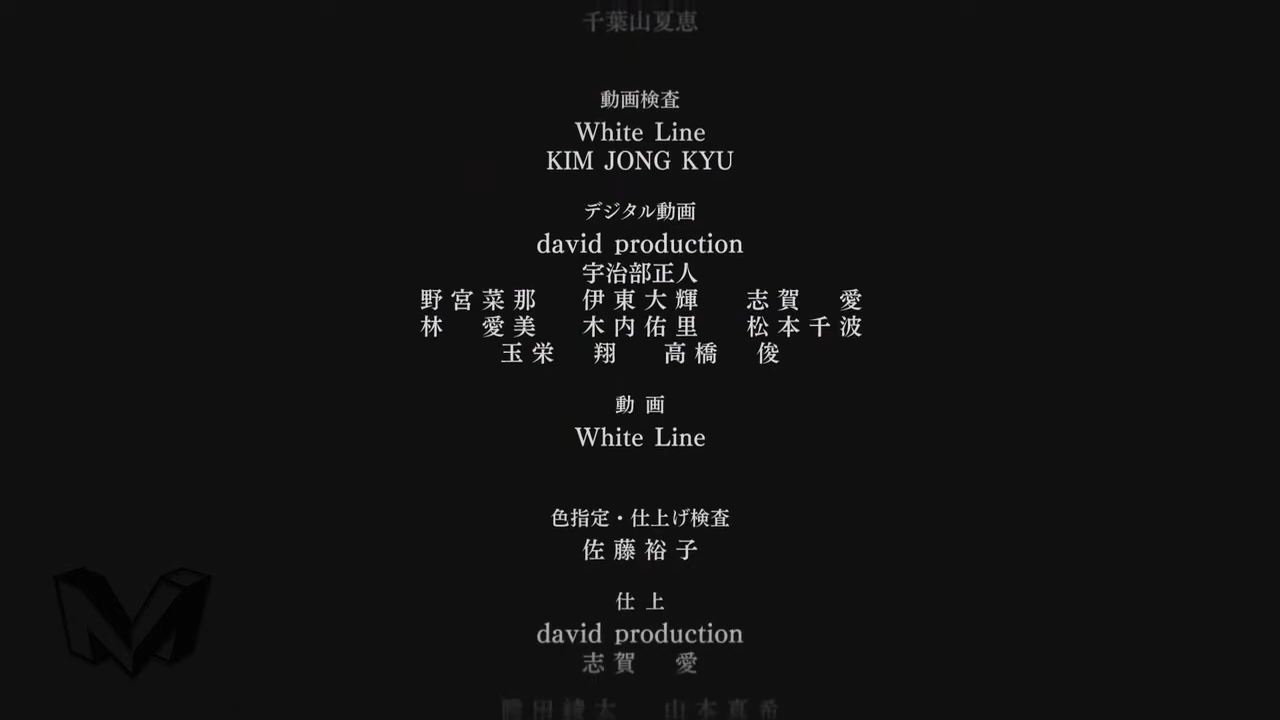 千葉山夏恵
動画検査
White Line
KIM JONG KYU
デジタル動画
david production
宇治部正人
野宮菜那 伊東大輝 志賀 愛
林 愛美 木内佑里 松本千波
玉栄 翔 高橋 俊
動 画
White Line
色指定・仕上げ検査
佐藤裕子
仕 上
david production
志賀 愛
山本真希